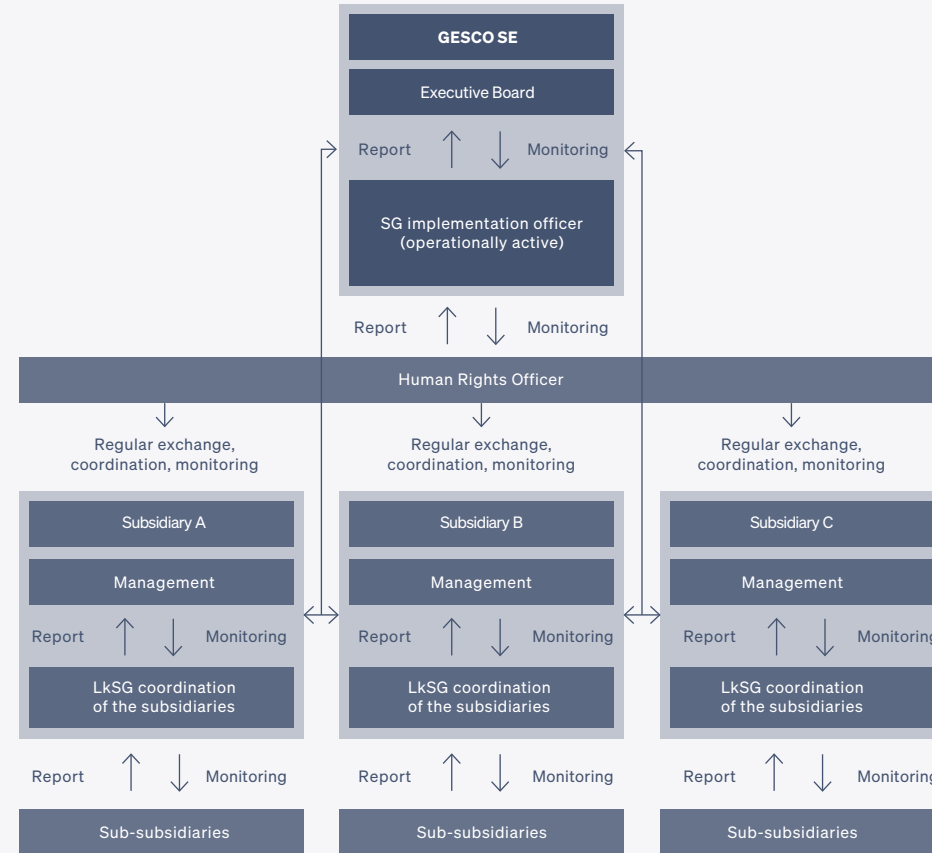 GESCO SE
Executive Board
Report
Monitoring
SG implementation officer
(operationally active)
Report
Monitoring
Human Rights Officer
Regular exchange,
coordination, monitoring
Regular exchange,
coordination, monitoring
Regular exchange,
coordination, monitoring
Subsidiary A
Subsidiary B
Subsidiary C
Management
Management
Management
Report
Monitoring
Report
Monitoring
Report
Monitoring
LkSG coordination
of the subsidiaries
LkSG coordination
of the subsidiaries
LkSG coordination
of the subsidiaries
Report
Monitoring
Report
Monitoring
Report
Monitoring
Sub-subsidiaries
Sub-subsidiaries
Sub-subsidiaries